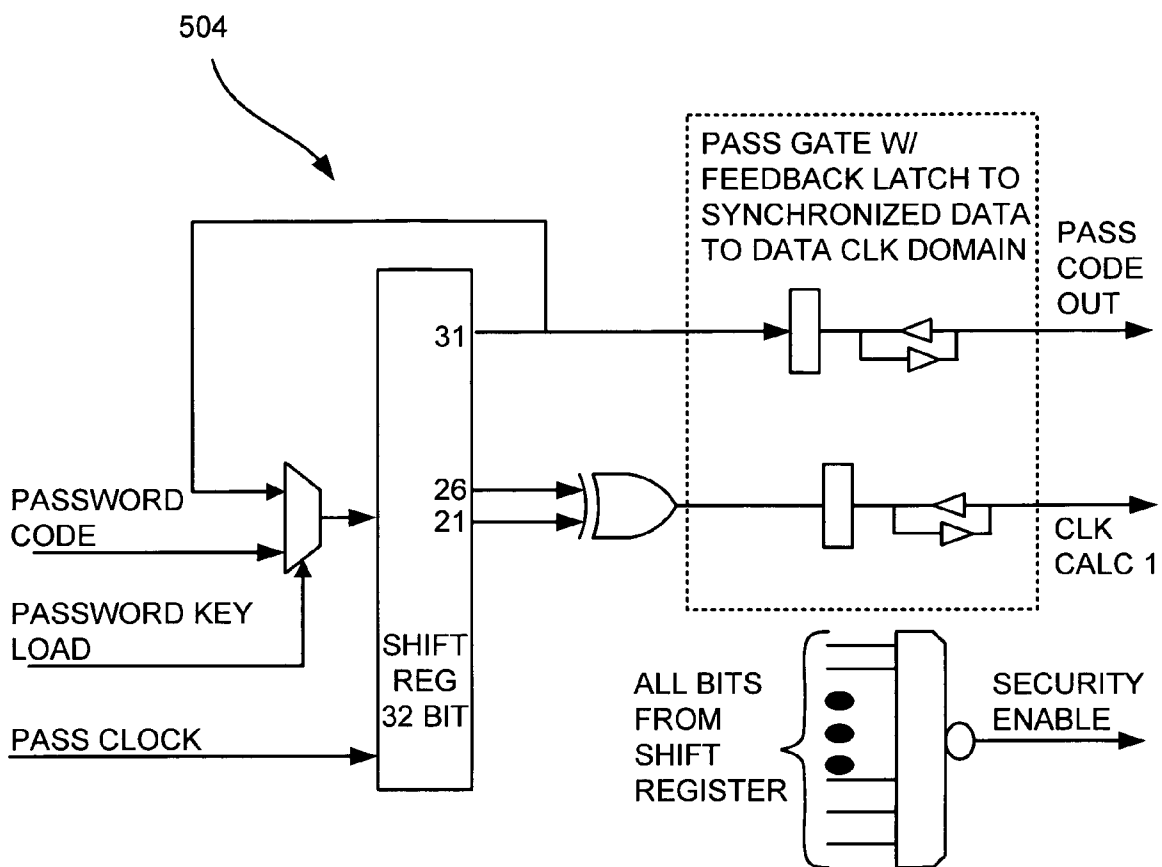 504
PASS GATE W/
FEEDBACK LATCH TO
SYNCHRONIZED DATA
TO DATA CLK DOMAIN
PASS
CODE
OUT
31
26
21
PASSWORD
CODE
PASSWORD KEY
LOAD
PASS CLOCK
SHIFT
REG
32 BIT
CLK
CALC 1
ALL BITS
FROM
SHIFT
REGISTER
SECURITY
ENABLE